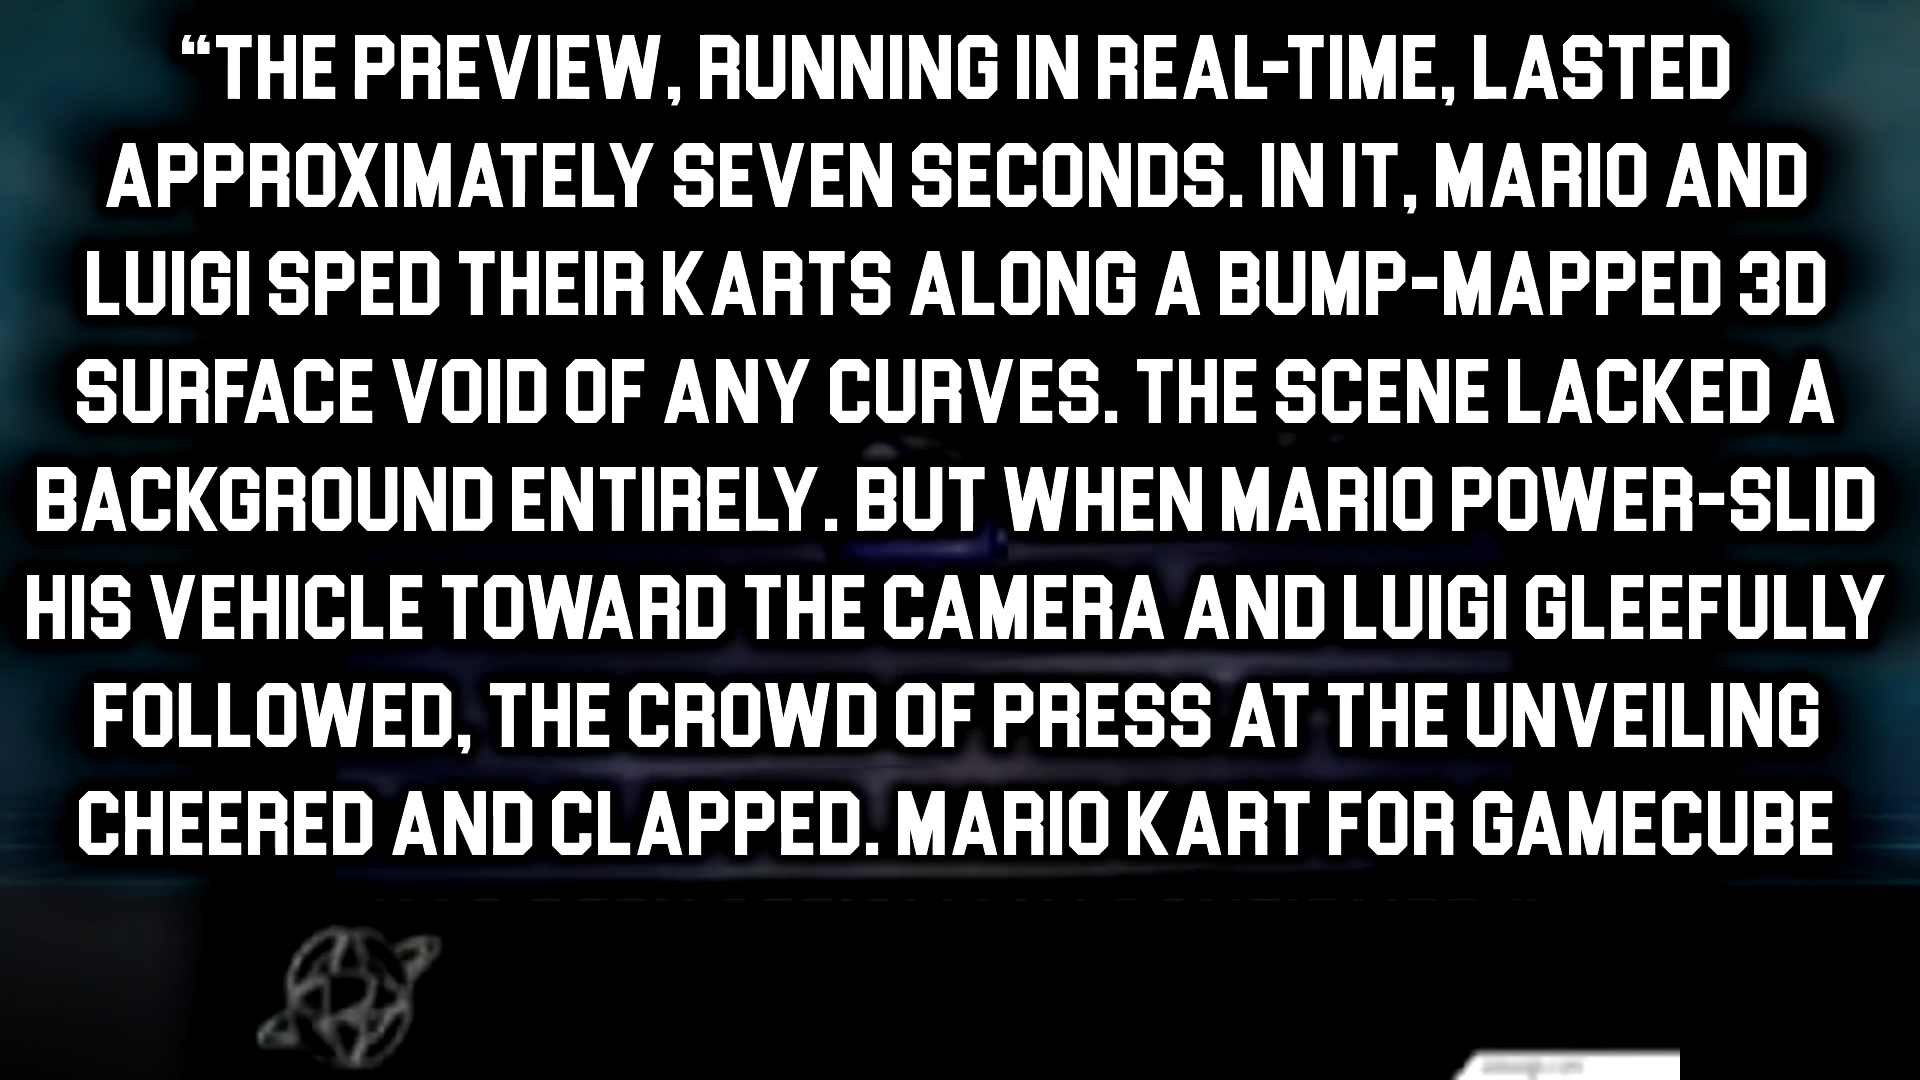 “THE PREVIEW, RUNNING IN REAL-TIME, LASTED
APPROXIMATELY SEVEN SECONDS. IN IT, MARIO AND
LUIGI SPED THEIR KARTS ALONG A BUMP-MAPPED 3D
SURFACE VOID OF ANY CURVES. THE SCENE LACKED A
BACKGROUND ENTIRELY. BUT WHEN MARIO POWER-SLID
HIS VEHICLE TOWARD THE CAMERA AND LUIGI GLEEFULLY
FOLLOWED, THE CROWD OF PRESS AT THE UNVEILING
CHEERED AND CLAPPED. MARIO KART FOR GAMECUBE